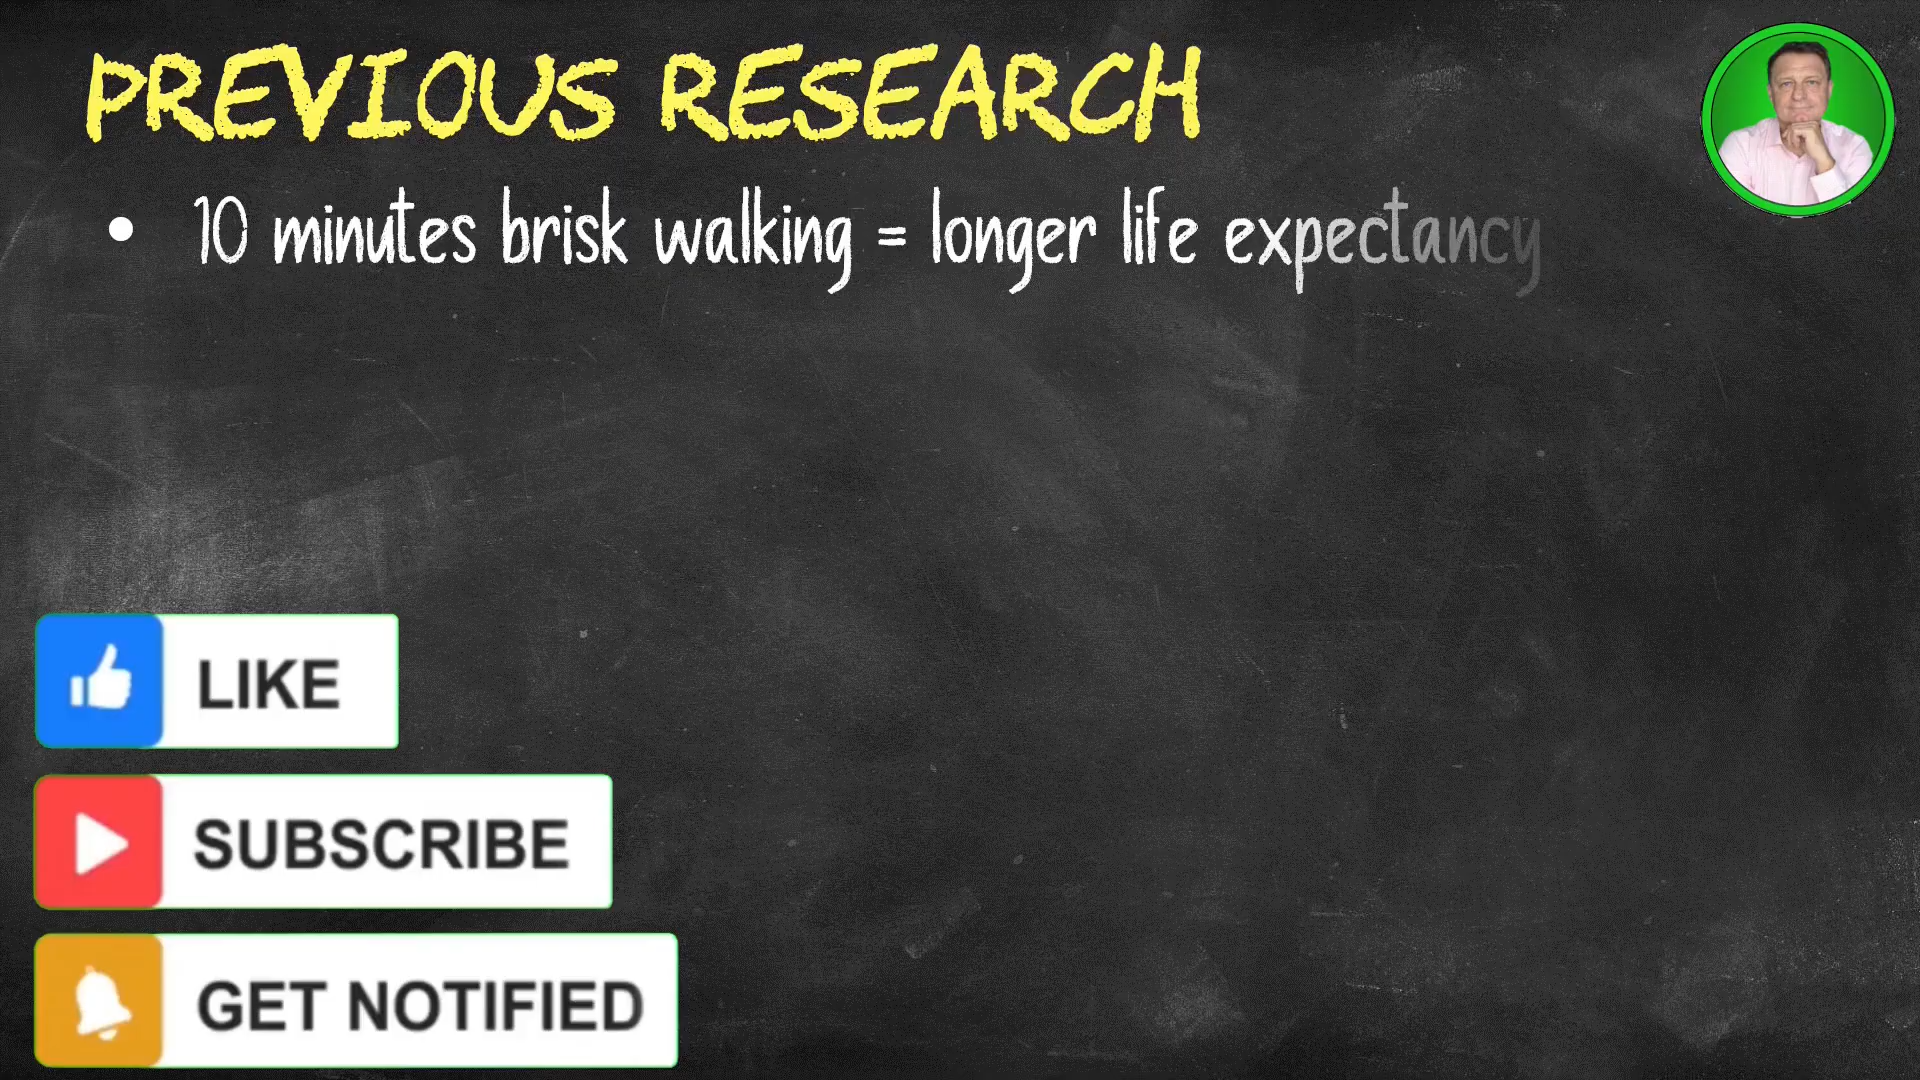 PREVIOUS RESEARCH
• 10 minutes brisk walking = longer life expectancy
LIKE
SUBSCRIBE
GET NOTIFIED